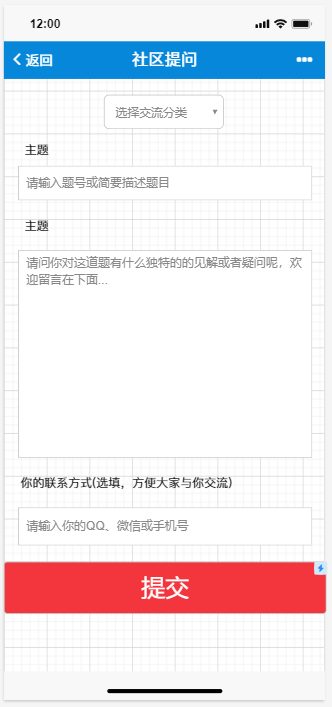 12:00
返回
社区提问
选择交流分类
主题
请输入题号或简要描述题目
主题
请问你对这道题有什么独特的的见解或者疑问呢，欢
迎留言在下面...
你的联系方式(选填，方便大家与你交流)
请输入你的QQ、微信或手机号
提交